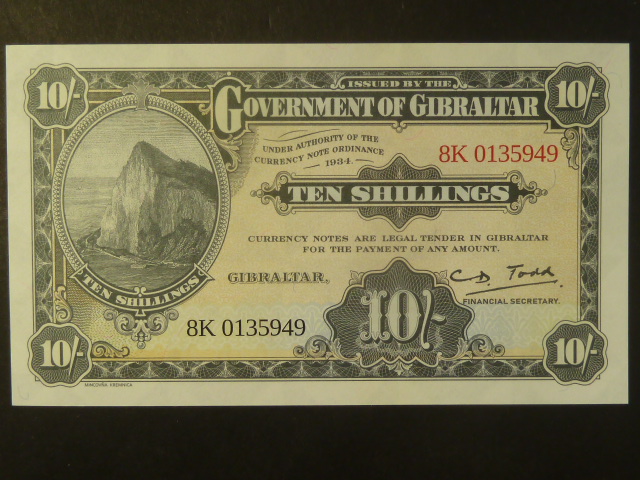 10/-
ISSUED BY THE
10/-
GOVERNMENT OF GIBRALTAR
UNDER AUTHORITY OF THE
CURRENCY NOTE ORDINANCE
1934.
8K 0135949
TEN SHILLINGS
CURRENCY NOTES ARE LEGAL TENDER IN GIBRALTAR
FOR THE PAYMENT OF ANY AMOUNT.
TEN SHILLINGS
GIBRALTAR,
C. D. Todd
FINANCIAL SECRETARY.
8K 0135949
10/-
10/-
10/-
MINCOVŇA KREMNICA